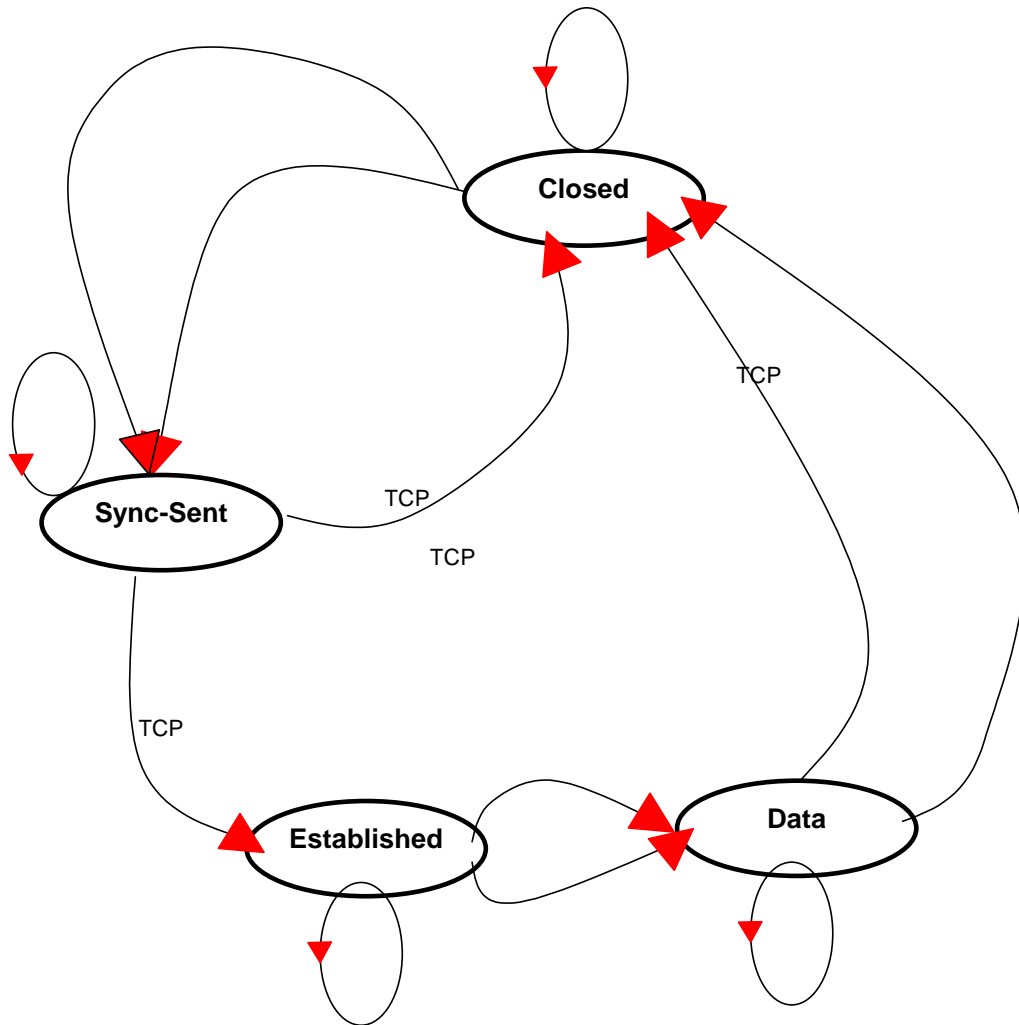 Closed
TCP
TCP
Sync-Sent
TCP
TCP
Data
Established